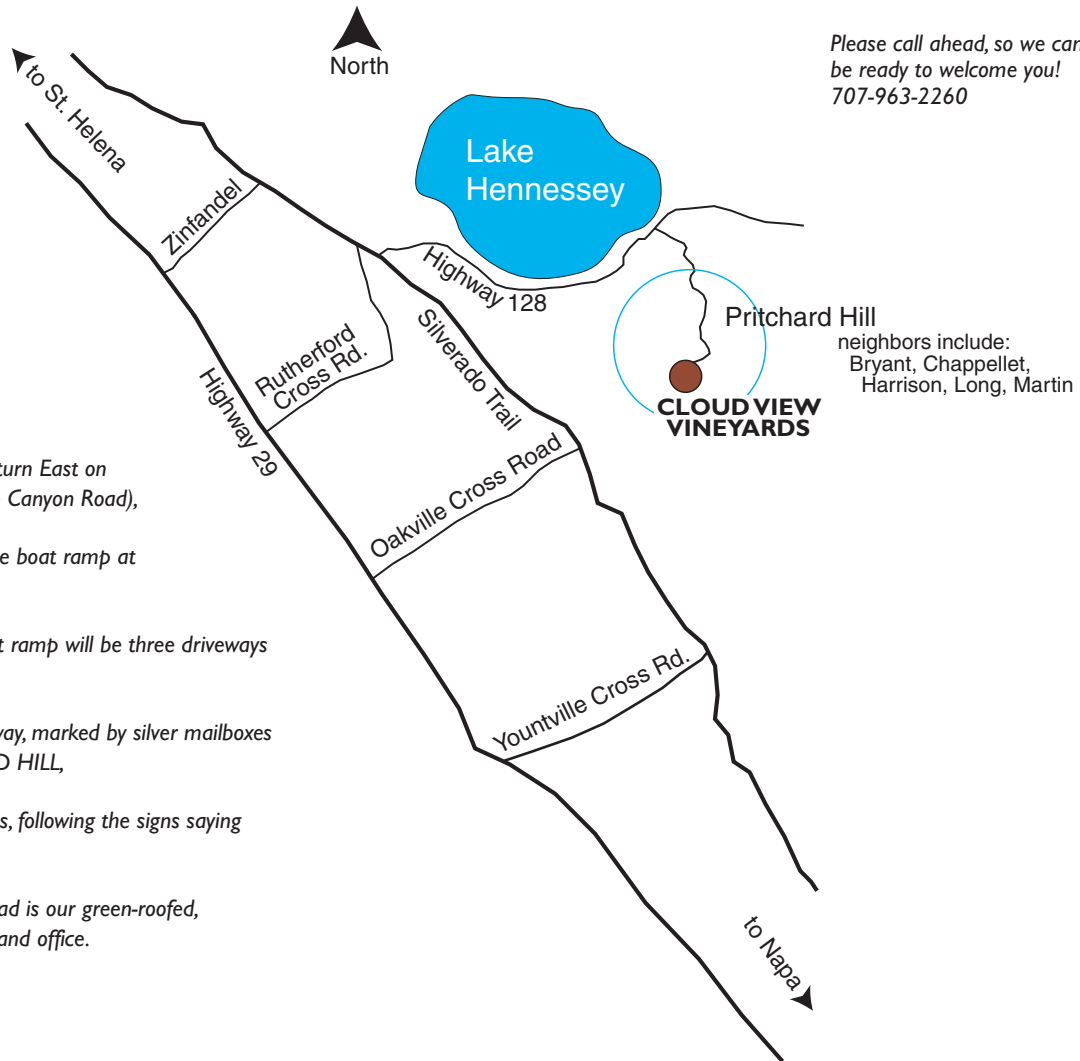 North
Please call ahead, so we can
be ready to welcome you!
707-963-2260
to St. Helena
Lake
Hennessey
Zinfandel
Highway 128
Pritchard Hill
neighbors include:
Bryant, Chappellet,
Harrison, Long, Martin
CLOUD VIEW
VINEYARDS
Rutherford
Cross Rd.
Silverado Trail
Highway 29
Oakville Cross Road
Yountville Cross Rd.
to Napa
turn East on
Canyon Road),
e boat ramp at
t ramp will be three driveways
way, marked by silver mailboxes
D HILL,
s, following the signs saying
ad is our green-roofed,
and office.